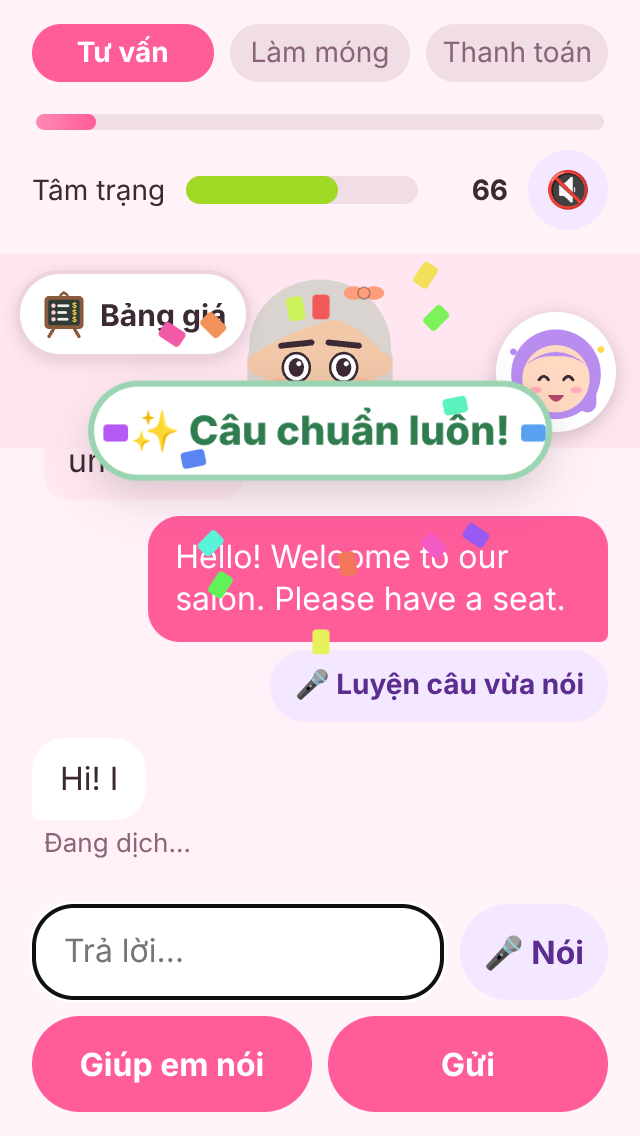 Tư vấn
Làm móng
Thanh toán
Tâm trạng
66
Bảng giá
✨ Câu chuẩn luôn!
Hello! Welcome to our
salon. Please have a seat.
🎤 Luyện câu vừa nói
Hi! I
Đang dịch...
Trả lời...
🎤 Nói
Giúp em nói
Gửi